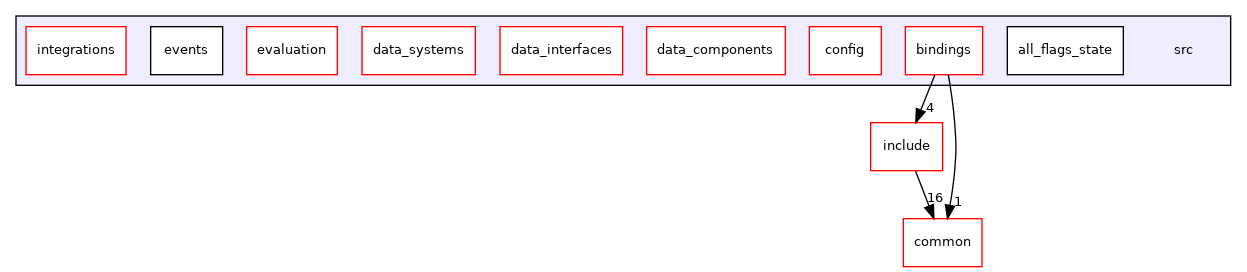 integrations
events
evaluation
data_systems
data_interfaces
data_components
config
bindings
all_flags_state
src
4
include
16
1
common